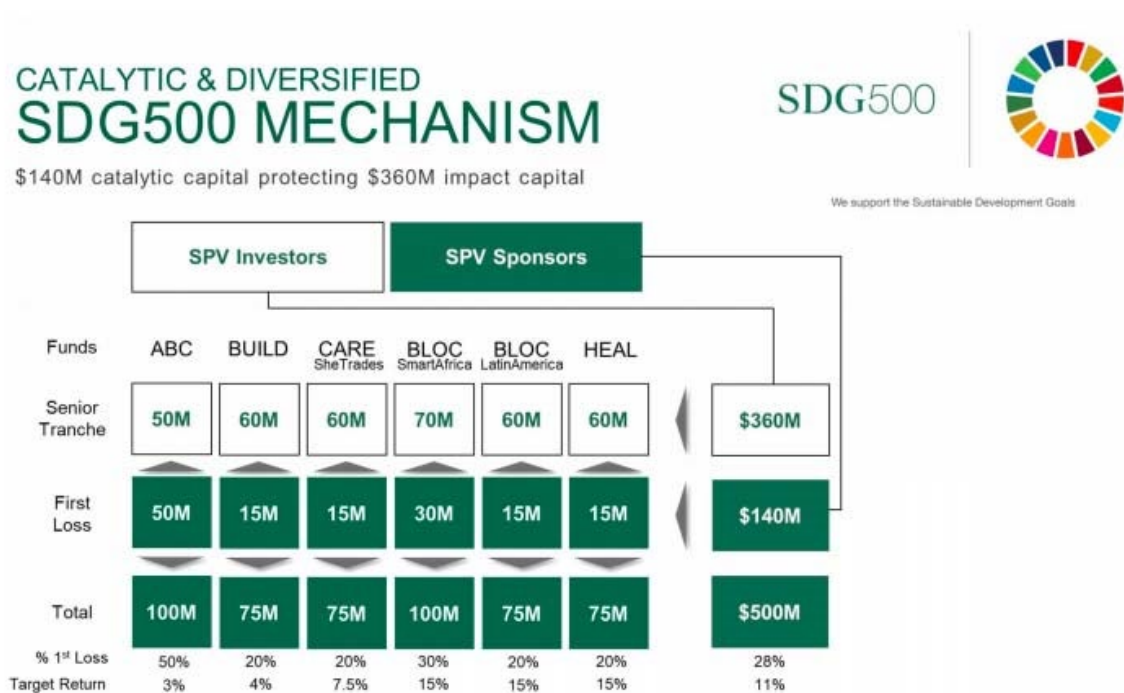 CATALYTIC & DIVERSIFIED
SDG500 MECHANISM
$140M catalytic capital protecting $360M impact capital
SDG500
We support the Sustainable Development Goals
SPV Investors SPV Sponsors
Funds ABC BUILD CARE BLOC BLOC HEAL
SheTrades SmartAfrica LatinAmerica
Senior Tranche 50M 60M 60M 70M 60M 60M $360M
First Loss 50M 15M 15M 30M 15M 15M $140M
Total 100M 75M 75M 100M 75M 75M $500M
% 1st Loss 50% 20% 20% 30% 20% 20% 28%
Target Return 3% 4% 7.5% 15% 15% 15% 11%